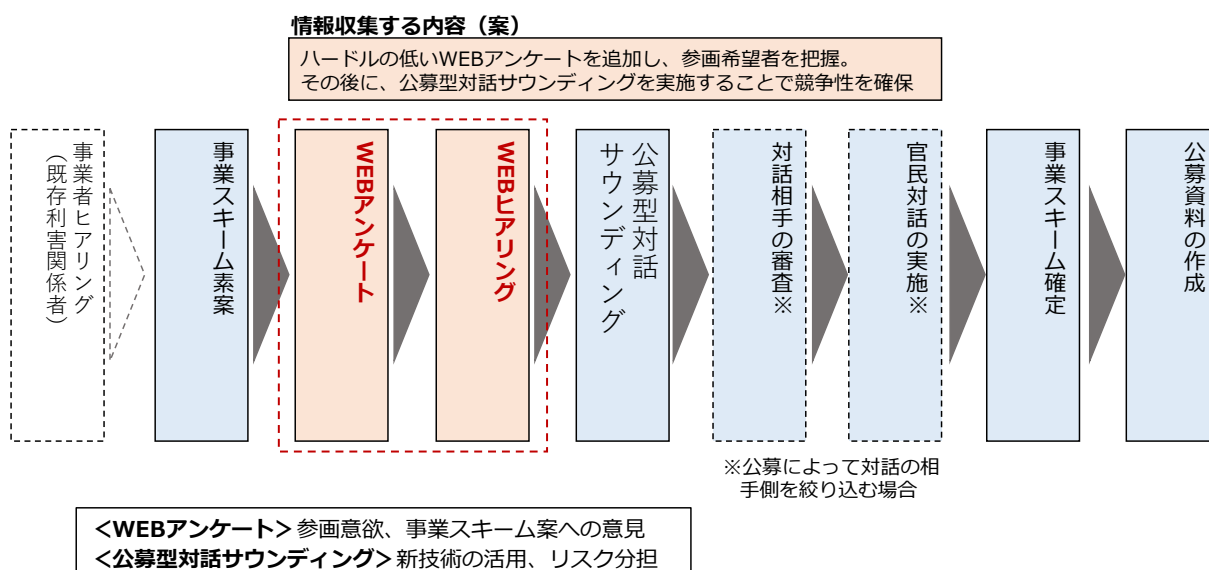 情報収集する内容（案）
ハードルの低いWEBアンケートを追加し、参画希望者を把握。
その後に、公募型対話サウンディングを実施することで競争性を確保
事業者ヒアリング
（既存利害関係者）
事業スキーム素案
WEBアンケート
WEBヒアリング
公募型対話
サウンディング
対話相手の審査※
官民対話の実施※
事業スキーム確定
公募資料の作成
※公募によって対話の相
手側を絞り込む場合
＜WEBアンケート＞参画意欲、事業スキーム案への意見
＜公募型対話サウンディング＞新技術の活用、リスク分担